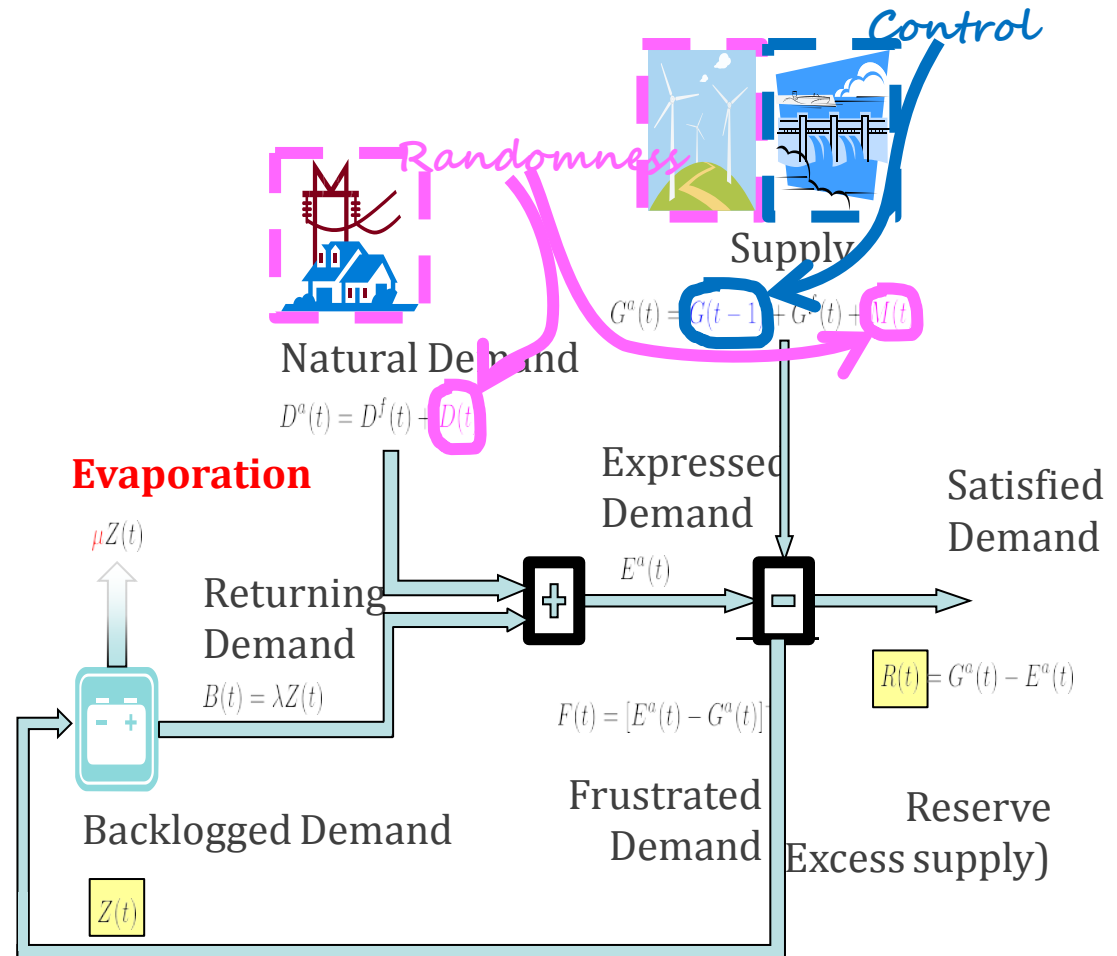 Control
Randomness
Supply
G^a(t) = G(t − 1) + G^f(t) + M(t
Natural Demand
D^a(t) = D^f(t) + D(t
Evaporation
Expressed
Demand
Satisfied
Demand
μZ(t)
E^a(t)
Returning
Demand
B(t) = λZ(t)
R(t) = G^a(t) − E^a(t)
F(t) = [E^a(t) − G^a(t)]
Frustrated
Demand
Reserve
Excess supply)
Backlogged Demand
Z(t)